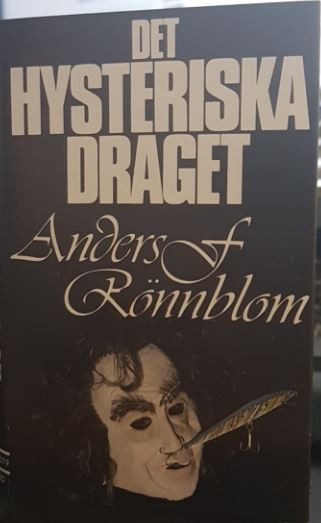 DET
HYSTERISKA
DRAGET
Anders F
Rönnblom